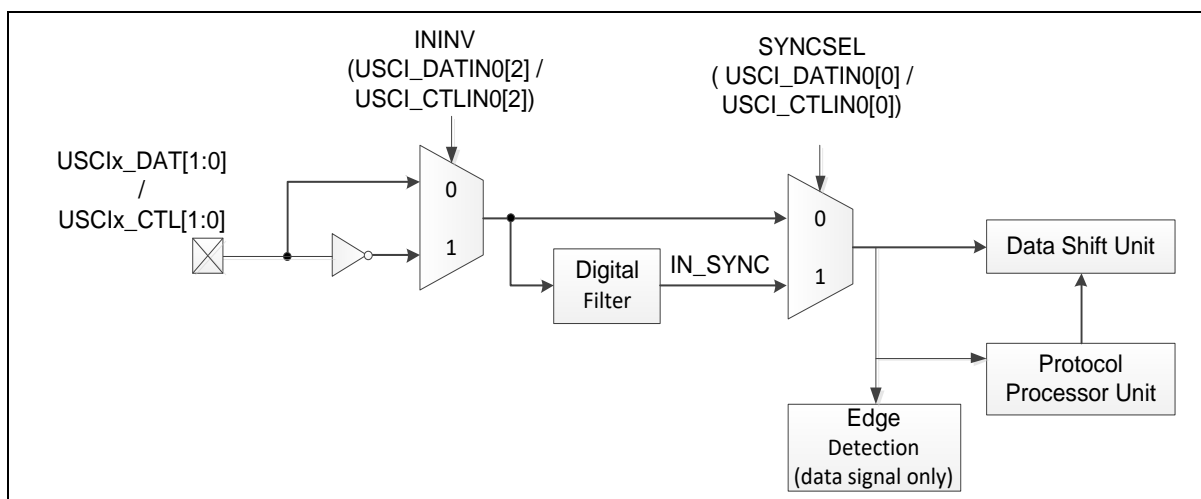 ININV
(USCI_DATIN0[2] /
USCI_CTLIN0[2])
SYNCSEL
( USCI_DATIN0[0] /
USCI_CTLIN0[0])
USCIx_DAT[1:0]
/
USCIx_CTL[1:0]
0
1
Digital
Filter
IN_SYNC
0
1
Data Shift Unit
Protocol
Processor Unit
Edge
Detection
(data signal only)